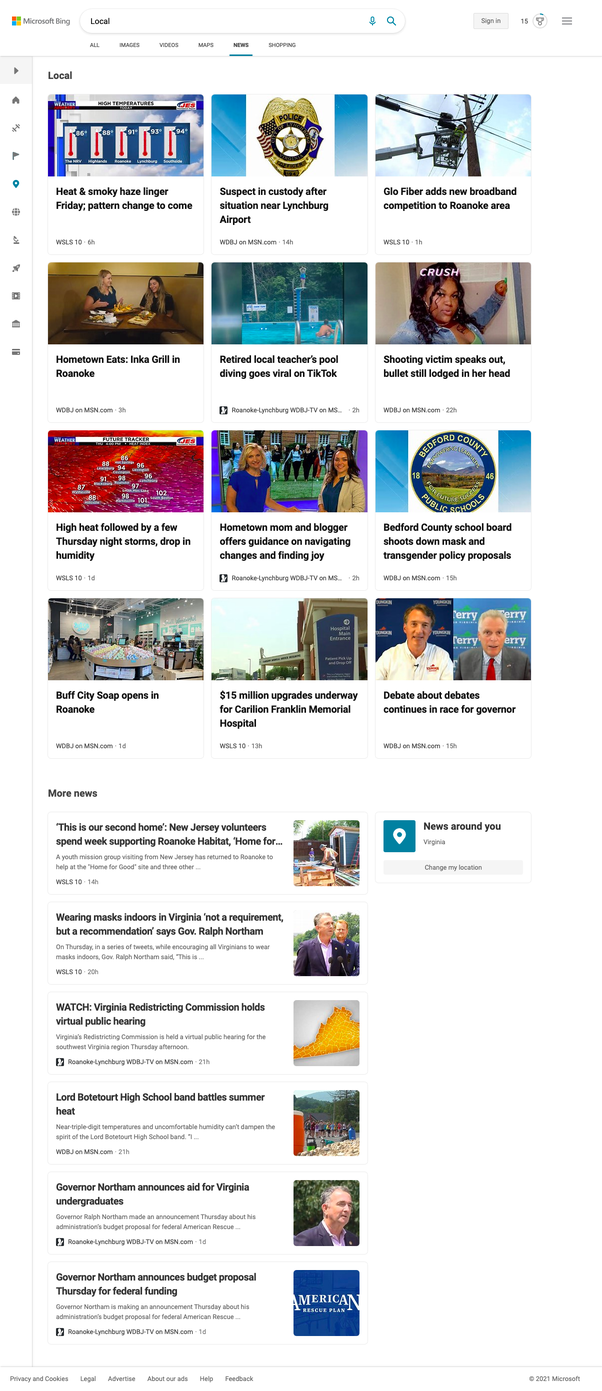 Microsoft Bing
Local
Sign in
15
ALL
IMAGES
VIDEOS
MAPS
NEWS
SHOPPING
Local
WEATHER
HIGH TEMPERATURES
TODAY
86°
88°
91°
93°
94°
The NRV
Highlands
Roanoke
Lynchburg
Southside
POLICE
Heat & smoky haze linger
Friday; pattern change to come
WSLS 10 · 6h
Suspect in custody after
situation near Lynchburg
Airport
WDBJ on MSN.com · 14h
Glo Fiber adds new broadband
competition to Roanoke area
WSLS 10 · 1h
CRUSH
Hometown Eats: Inka Grill in
Roanoke
WDBJ on MSN.com · 3h
Retired local teacher's pool
diving goes viral on TikTok
Roanoke-Lynchburg WDBJ-TV on MS... · 2h
Shooting victim speaks out,
bullet still lodged in her head
WDBJ on MSN.com · 22h
WEATHER
FUTURE TRACKER
BEDFORD COUNTY
18
46
PUBLIC SCHOOLS
High heat followed by a few
Thursday night storms, drop in
humidity
WSLS 10 · 1d
Hometown mom and blogger
offers guidance on navigating
changes and finding joy
Roanoke-Lynchburg WDBJ-TV on MS... · 2h
Bedford County school board
shoots down mask and
transgender policy proposals
WDBJ on MSN.com · 15h
Hospital
Main
Entrance
Terry
Buff City Soap opens in
Roanoke
WDBJ on MSN.com · 1d
$15 million upgrades underway
for Carilion Franklin Memorial
Hospital
WSLS 10 · 13h
Debate about debates
continues in race for governor
WDBJ on MSN.com · 15h
More news
'This is our second home': New Jersey volunteers
spend week supporting Roanoke Habitat, 'Home for...
A youth mission group visiting from New Jersey has returned to Roanoke to
help at the "Home for Good" site and three other ...
WSLS 10 · 14h
News around you
Virginia
Change my location
Wearing masks indoors in Virginia 'not a requirement,
but a recommendation' says Gov. Ralph Northam
On Thursday, in a series of tweets, while encouraging all Virginians to wear
masks indoors, Gov. Ralph Northam said, "This is ...
WSLS 10 · 20h
WATCH: Virginia Redistricting Commission holds
virtual public hearing
Virginia's Redistricting Commission is held a virtual public hearing for the
southwest Virginia region Thursday afternoon.
Roanoke-Lynchburg WDBJ-TV on MSN.com · 21h
Lord Botetourt High School band battles summer
heat
Near-triple-digit temperatures and uncomfortable humidity can't dampen the
spirit of the Lord Botetourt High School band. "I ...
WDBJ on MSN.com · 21h
Governor Northam announces aid for Virginia
undergraduates
Governor Ralph Northam made an announcement Thursday about his
administration's budget proposal for federal American Rescue ...
Roanoke-Lynchburg WDBJ-TV on MSN.com · 1d
Governor Northam announces budget proposal
Thursday for federal funding
Governor Northam is making an announcement Thursday about his
administration's budget proposal for federal American Rescue ...
Roanoke-Lynchburg WDBJ-TV on MSN.com · 1d
AMERICAN
RESCUE PLAN
Privacy and Cookies
Legal
Advertise
About our ads
Help
Feedback
© 2021 Microsoft